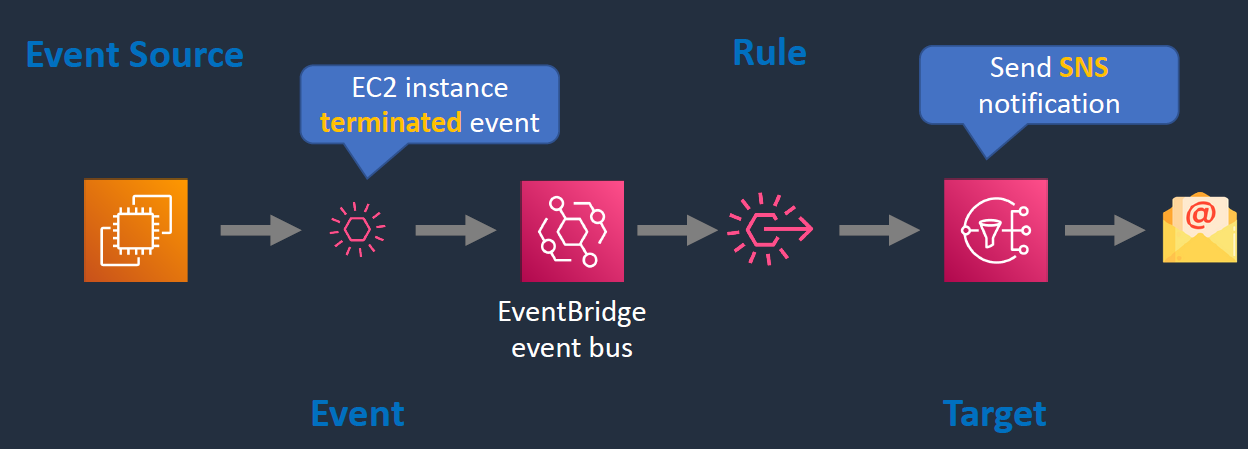 Event Source
Rule
EC2 instance
terminated event
Send SNS
notification
@
EventBridge
event bus
Event
Target